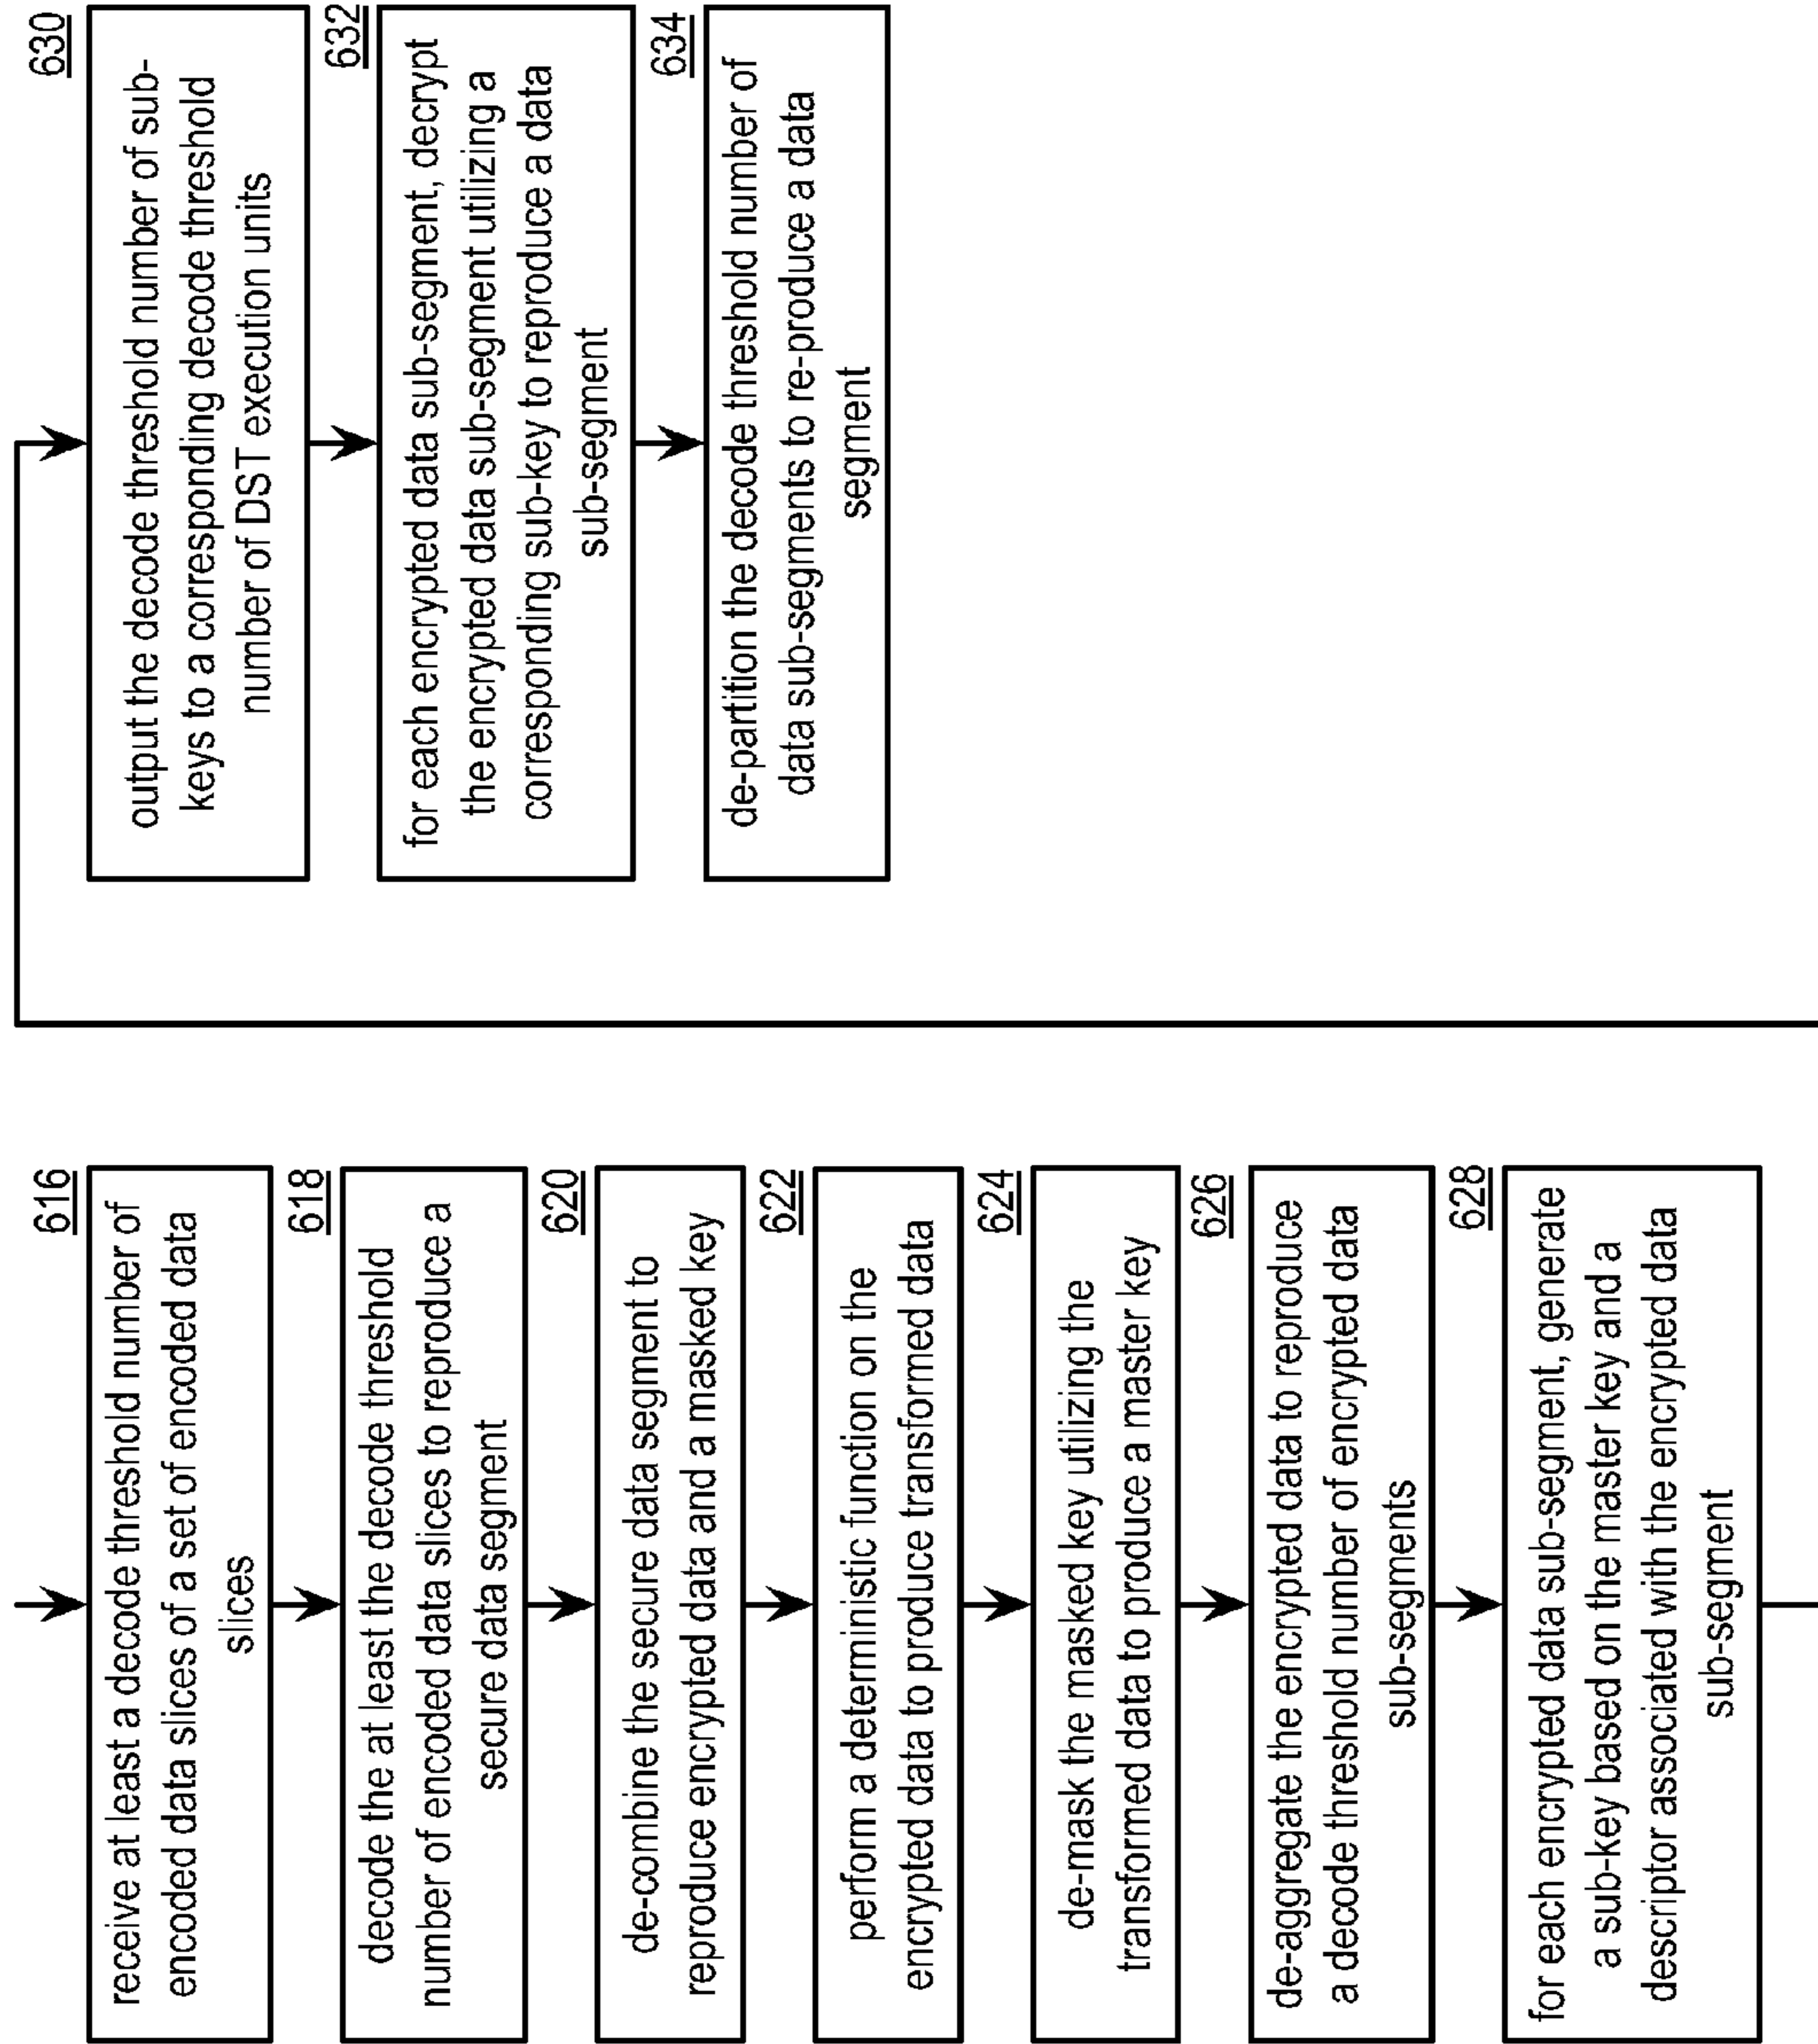 616
receive at least a decode threshold number of
encoded data slices of a set of encoded data
slices
618
decode the at least the decode threshold
number of encoded data slices to reproduce a
secure data segment
620
de-combine the secure data segment to
reproduce encrypted data and a masked key
622
perform a deterministic function on the
encrypted data to produce transformed data
624
de-mask the masked key utilizing the
transformed data to produce a master key
626
de-aggregate the encrypted data to reproduce
a decode threshold number of encrypted data
sub-segments
628
for each encrypted data sub-segment, generate
a sub-key based on the master key and a
descriptor associated with the encrypted data
sub-segment
630
output the decode threshold number of sub-
keys to a corresponding decode threshold
number of DST execution units
632
for each encrypted data sub-segment, decrypt
the encrypted data sub-segment utilizing a
corresponding sub-key to reproduce a data
sub-segment
634
de-partition the decode threshold number of
data sub-segments to re-produce a data
segment